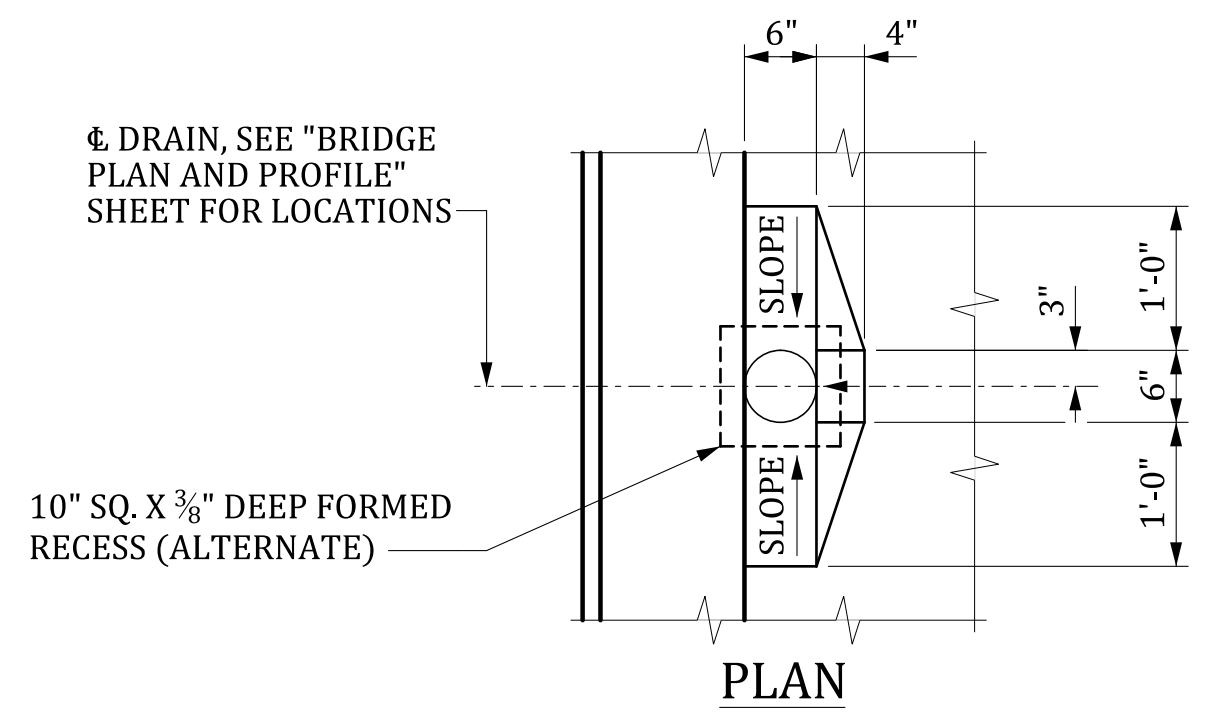 6"
4"
℄ DRAIN, SEE "BRIDGE
PLAN AND PROFILE"
SHEET FOR LOCATIONS
SLOPE
1'-0"
3"
6"
10" SQ. X 3⁄8" DEEP FORMED
RECESS (ALTERNATE)
SLOPE
1'-0"
PLAN